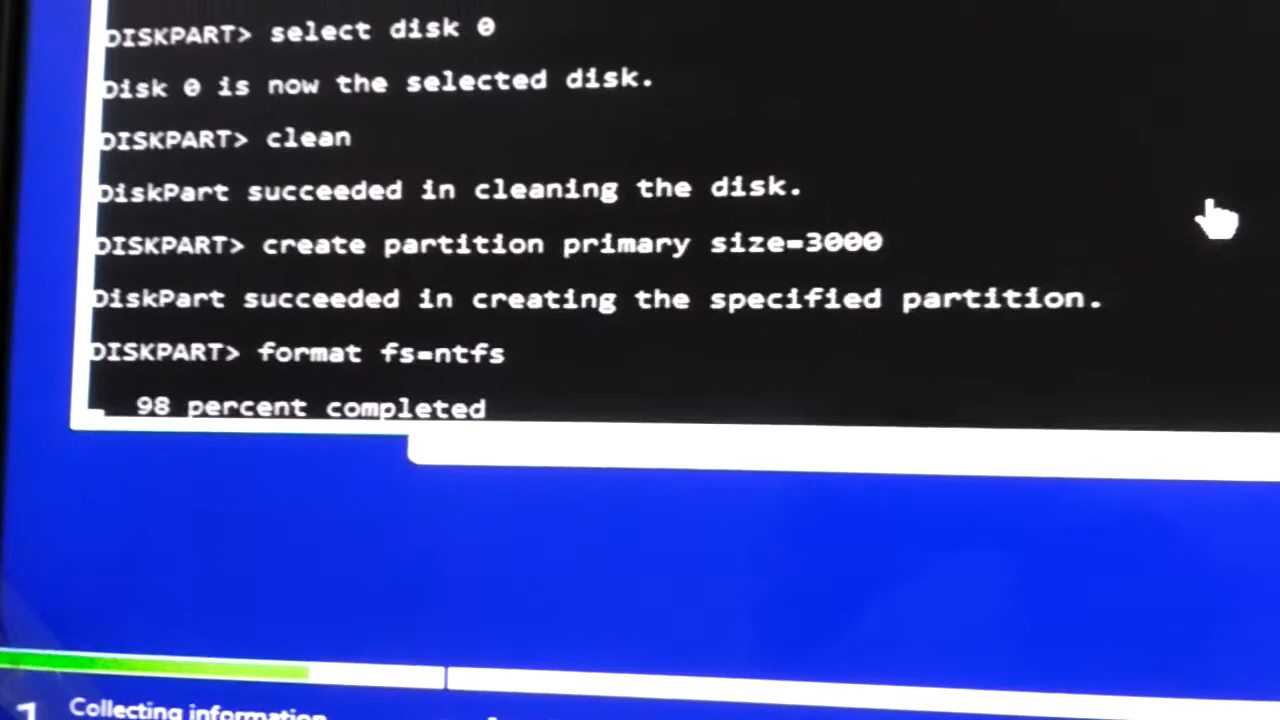 DISKPART> select disk 0
Disk 0 is now the selected disk.
DISKPART> clean
DiskPart succeeded in cleaning the disk.
DISKPART> create partition primary size=3000
DiskPart succeeded in creating the specified partition.
DISKPART> format fs=ntfs
98 percent completed
1 Collecting information